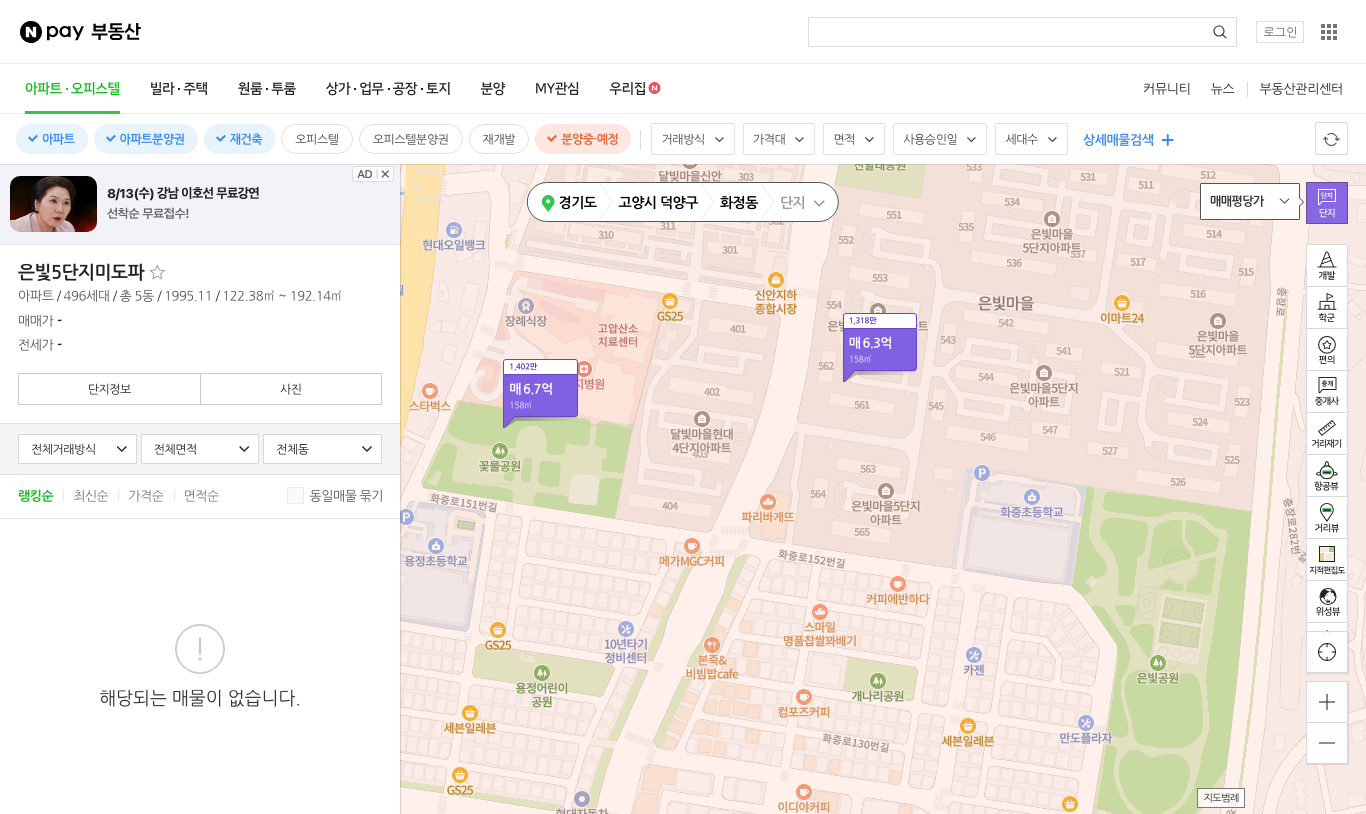 N pay 부동산
로그인
아파트·오피스텔 빌라·주택 원룸·투룸 상가·업무·공장·토지 분양 MY관심 우리집 N
커뮤니티 뉴스 부동산관리센터
아파트 아파트분양권 재건축 오피스텔 오피스텔분양권 재개발 분양중·예정 거래방식 가격대 면적 사용승인일 세대수 상세매물검색
AD
8/13(수) 강남 이호선 무료강연
선착순 무료접수!
은빛5단지미도파
아파트 / 496세대 / 총 5동 / 1995.11 / 122.38㎡ ~ 192.14㎡
매매가 -
전세가 -
단지정보 사진
전체거래방식 전체면적 전체동
랭킹순 최신순 가격순 면적순 동일매물 묶기
해당되는 매물이 없습니다.
경기도 고양시 덕양구 화정동 단지
매매평당가
단지
단지
개발
학군
편의
중개
중개사
거리재기
항공뷰
거리뷰
지적편집도
위성뷰
지도범례
달빛마을신안
303
310
311
302
301
현대오일뱅크
장례식장
고압산소
치료센터
GS25
신안지하
종합시장
401
402
403
404
1,402만
매 6.7억
158㎡
1,318만
매 6.3억
158㎡
스타벅스
꽃물공원
달빛마을현대
4단지아파트
551
552
553
554
562
561
563
564
565
533
534
535
536
537
은빛마을
5단지아파트
은빛마을
512
513
514
515
516
517
이마트24
은빛마을
5단지아파트
541
542
543
544
545
546
547
은빛마을5단지
아파트
521
522
523
524
525
526
527
충장로
충장로282번길
화중로151번길
화중로152번길
화중로130번길
은빛마을5단지
아파트
파리바게뜨
메가MGC커피
P
화중초등학교
P
용정초등학교
커피에반하다
스마일
명품찹쌀꽈배기
10년타기
정비센터
본죽&
비빔밥cafe
GS25
용정어린이
공원
개나리공원
카젠
은빛공원
컴포즈커피
세븐일레븐
세븐일레븐
만도플라자
GS25
이디야커피
현대자동차